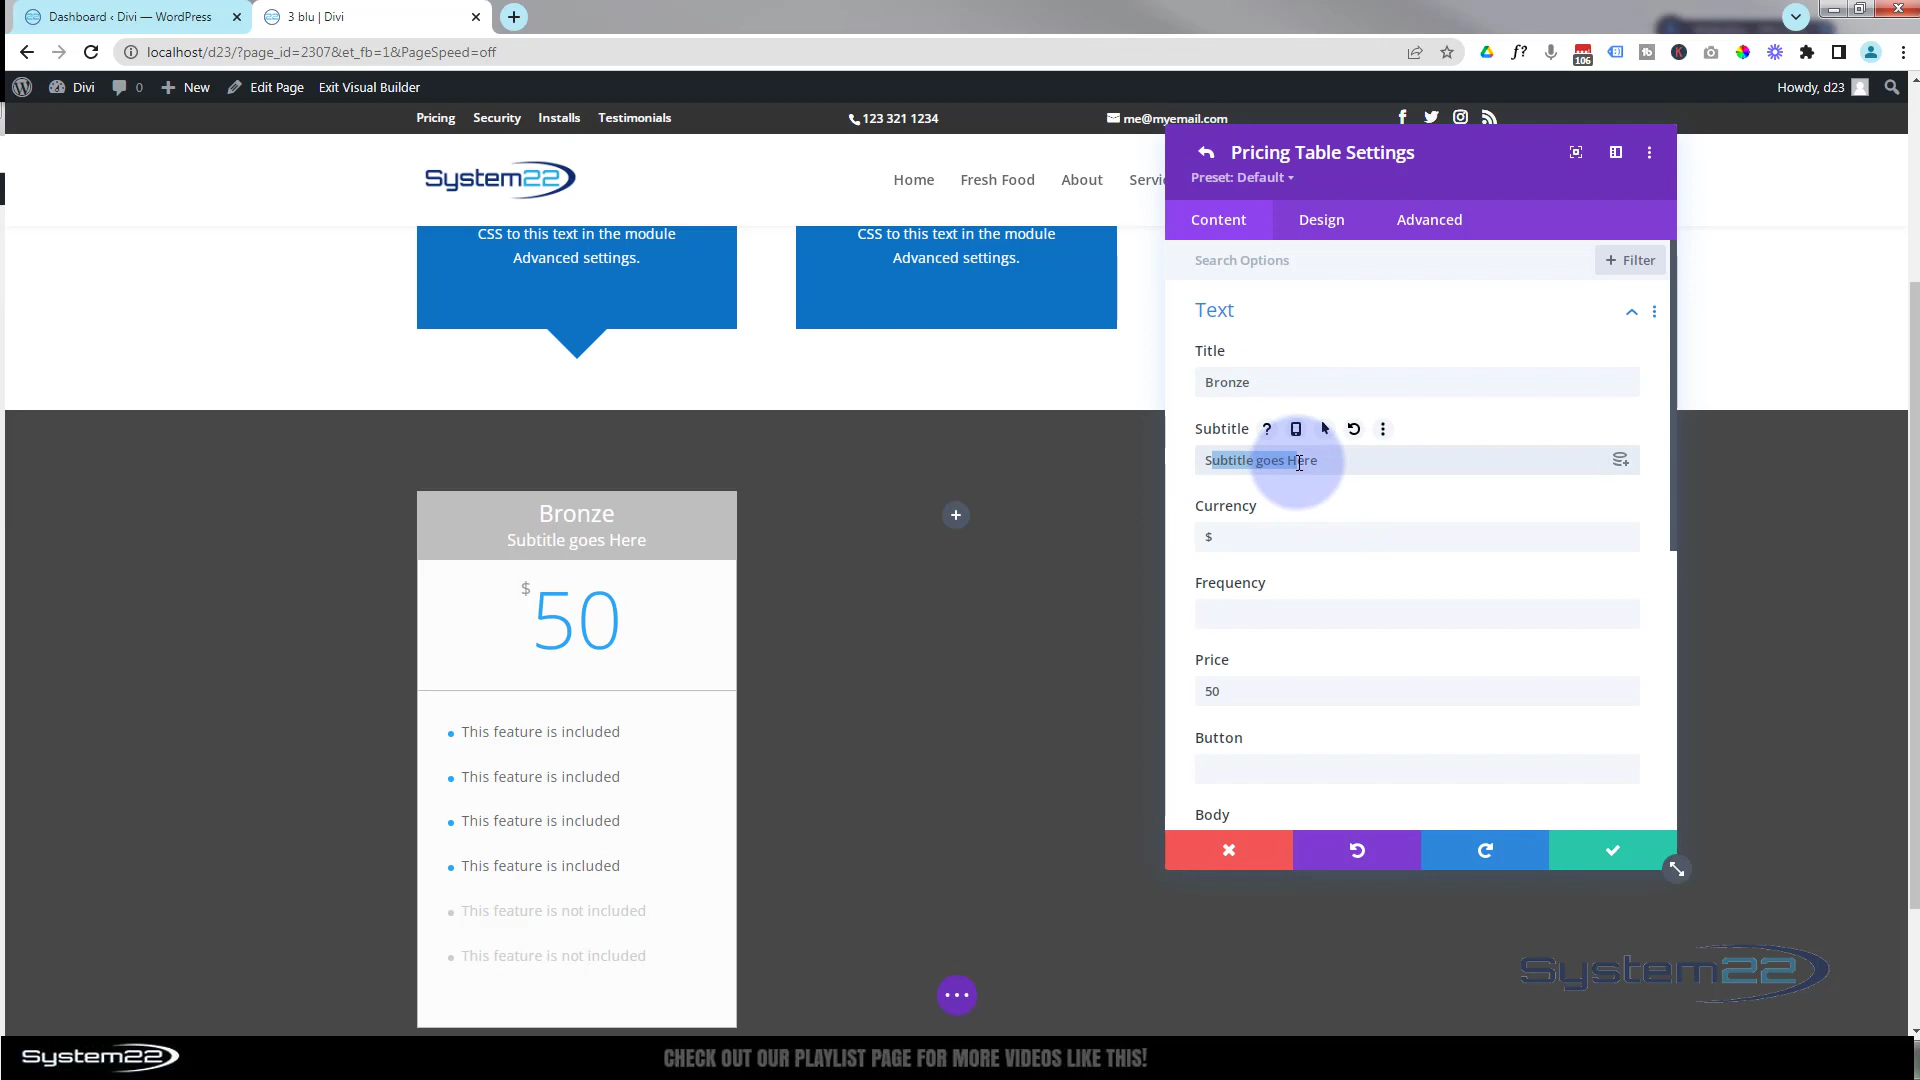 Dashboard ‹ Divi — WordPress
3 blu | Divi
localhost/d23/?page_id=2307&et_fb=1&PageSpeed=off
f?
106
Divi
0
New
Edit Page
Exit Visual Builder
Howdy, d23
Pricing
Security
Installs
Testimonials
123 321 1234
me@myemail.com
System22
Home
Fresh Food
About
Servi
CSS to this text in the module
Advanced settings.
CSS to this text in the module
Advanced settings.
Bronze
Subtitle goes Here
$
50
This feature is included
This feature is included
This feature is included
This feature is included
This feature is not included
This feature is not included
Pricing Table Settings
Preset: Default
Content
Design
Advanced
Search Options
+ Filter
Text
Title
Bronze
Subtitle
Subtitle goes Here
Currency
$
Frequency
Price
50
Button
Body
System22
System22
CHECK OUT OUR PLAYLIST PAGE FOR MORE VIDEOS LIKE THIS!